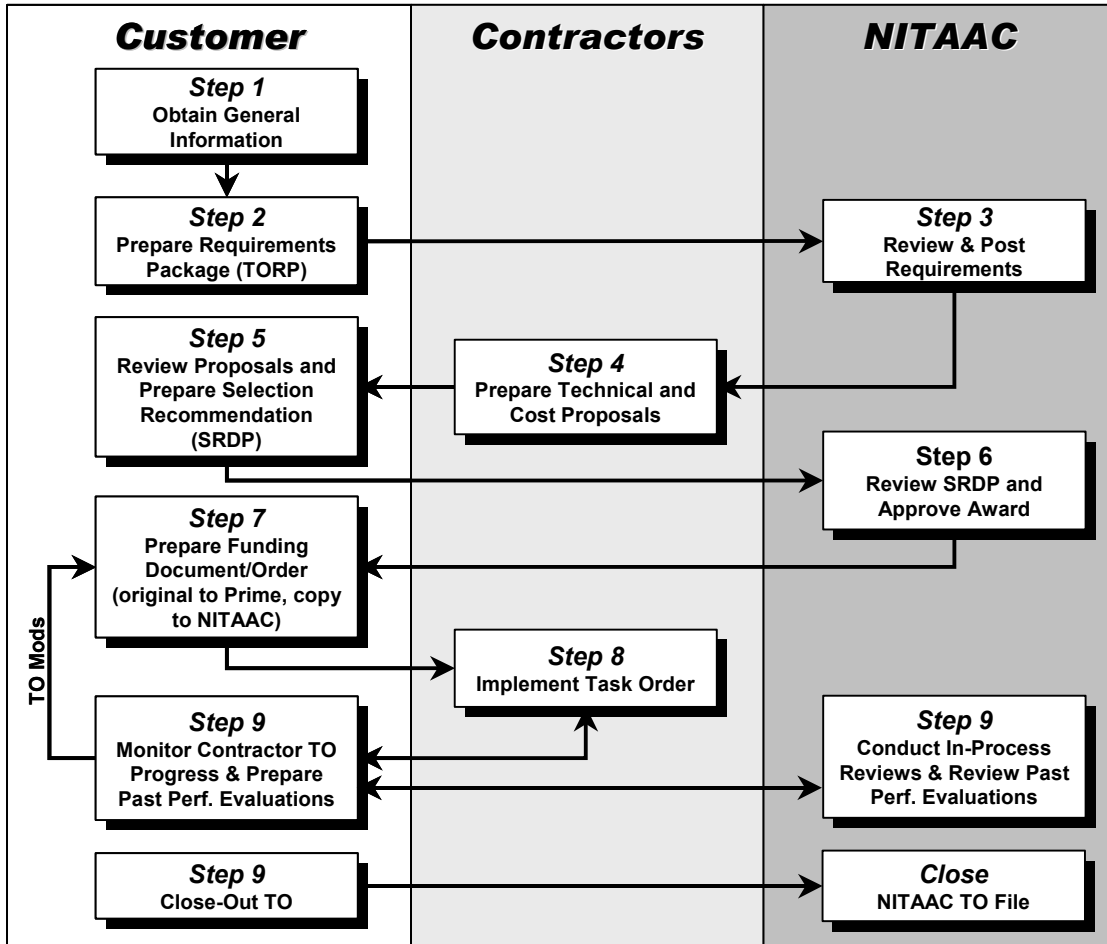 Customer
Contractors
NITAAC
Step 1
Obtain General
Information
Step 2
Prepare Requirements
Package (TORP)
Step 3
Review & Post
Requirements
Step 4
Prepare Technical and
Cost Proposals
Step 5
Review Proposals and
Prepare Selection
Recommendation
(SRDP)
Step 6
Review SRDP and
Approve Award
Step 7
Prepare Funding
Document/Order
(original to Prime, copy
to NITAAC)
TO Mods
Step 8
Implement Task Order
Step 9
Monitor Contractor TO
Progress & Prepare
Past Perf. Evaluations
Step 9
Conduct In-Process
Reviews & Review Past
Perf. Evaluations
Step 9
Close-Out TO
Close
NITAAC TO File